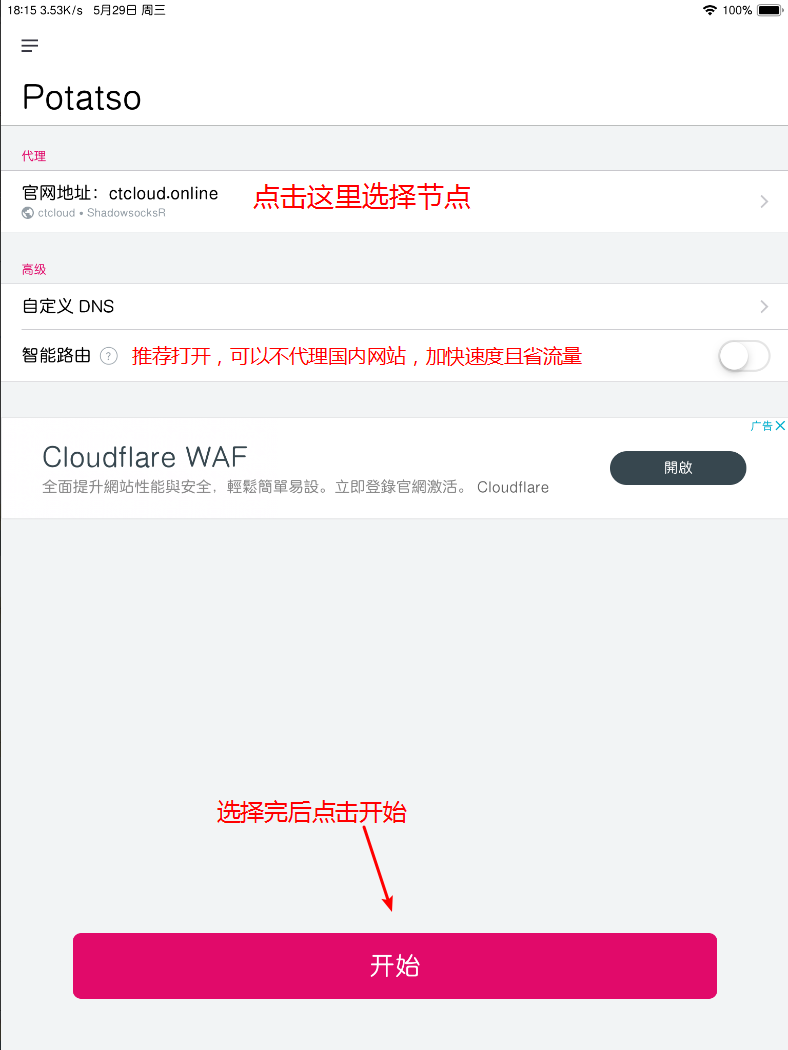 18:15 3.53K/s 5月29日 周三 100%
Potatso
代理
官网地址：ctcloud.online 点击这里选择节点
ctcloud • ShadowsocksR
高级
自定义 DNS
智能路由 ? 推荐打开，可以不代理国内网站，加快速度且省流量
广告
Cloudflare WAF
全面提升網站性能與安全，輕鬆簡單易設。立即登錄官網激活。 Cloudflare
開啟
选择完后点击开始
开始